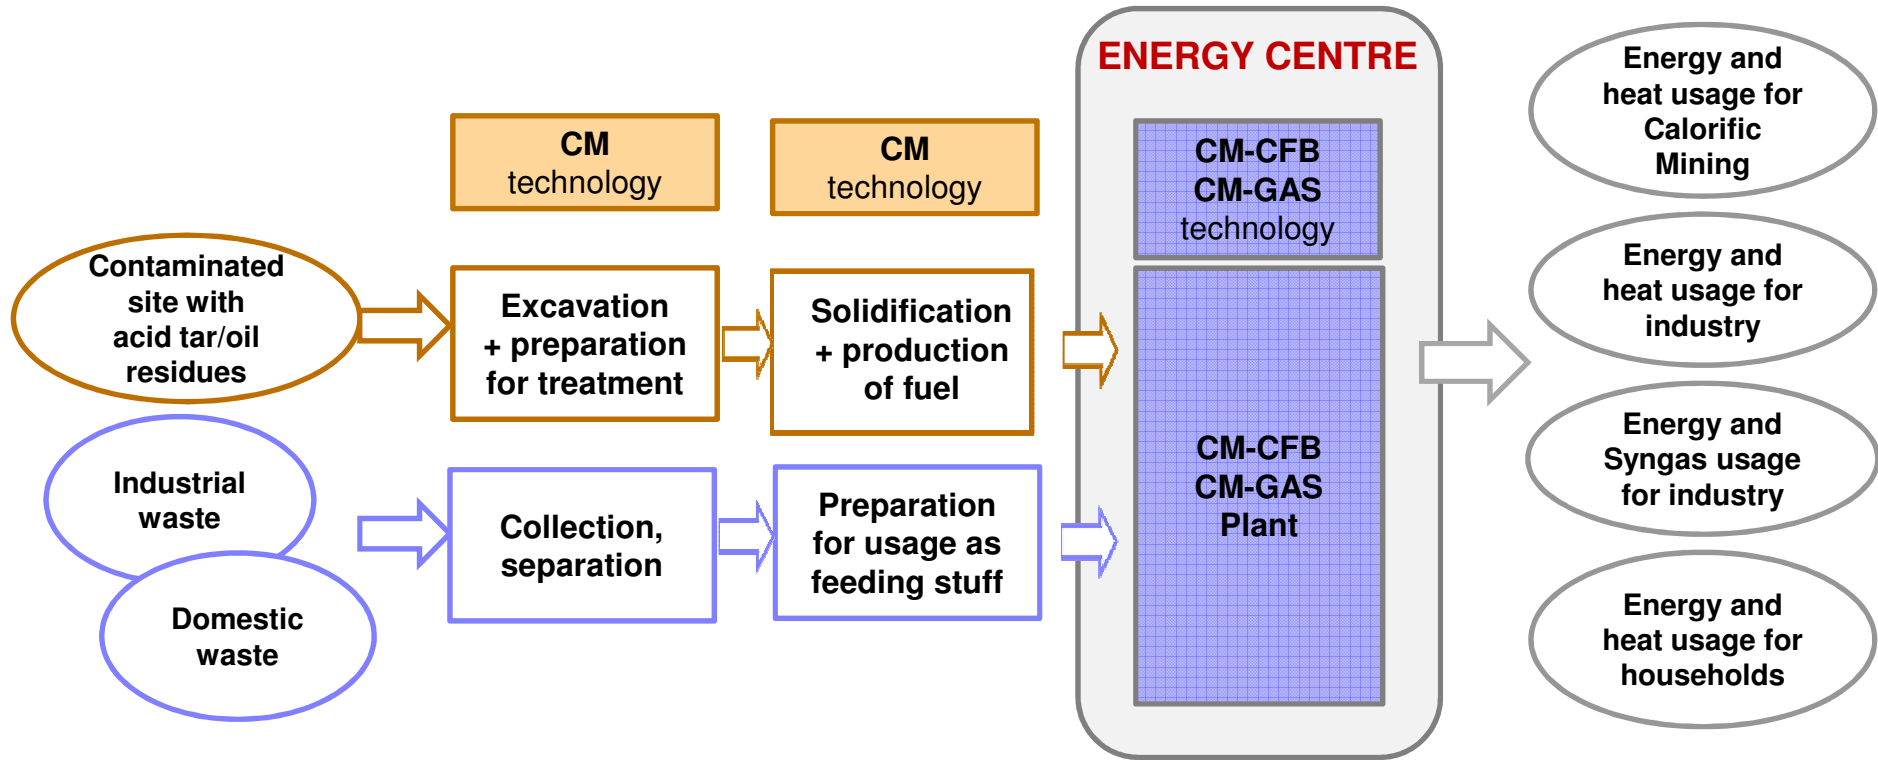 ENERGY CENTRE
CM
technology
CM
technology
CM-CFB
CM-GAS
technology
Contaminated
site with
acid tar/oil
residues
Excavation
+ preparation
for treatment
Solidification
+ production
of fuel
Industrial
waste
Domestic
waste
Collection,
separation
Preparation
for usage as
feeding stuff
CM-CFB
CM-GAS
Plant
Energy and
heat usage for
Calorific
Mining
Energy and
heat usage for
industry
Energy and
Syngas usage
for industry
Energy and
heat usage for
households